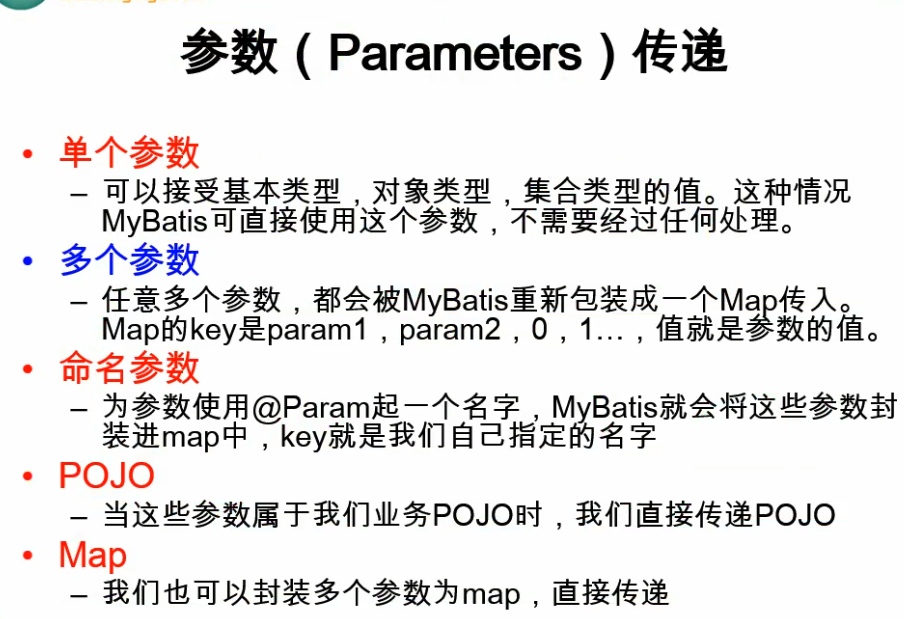 参数（Parameters）传递
• 单个参数
– 可以接受基本类型，对象类型，集合类型的值。这种情况
MyBatis可直接使用这个参数，不需要经过任何处理。
• 多个参数
– 任意多个参数，都会被MyBatis重新包装成一个Map传入。
Map的key是param1，param2，0，1…，值就是参数的值。
• 命名参数
– 为参数使用@Param起一个名字，MyBatis就会将这些参数封
装进map中，key就是我们自己指定的名字
• POJO
– 当这些参数属于我们业务POJO时，我们直接传递POJO
• Map
– 我们也可以封装多个参数为map，直接传递